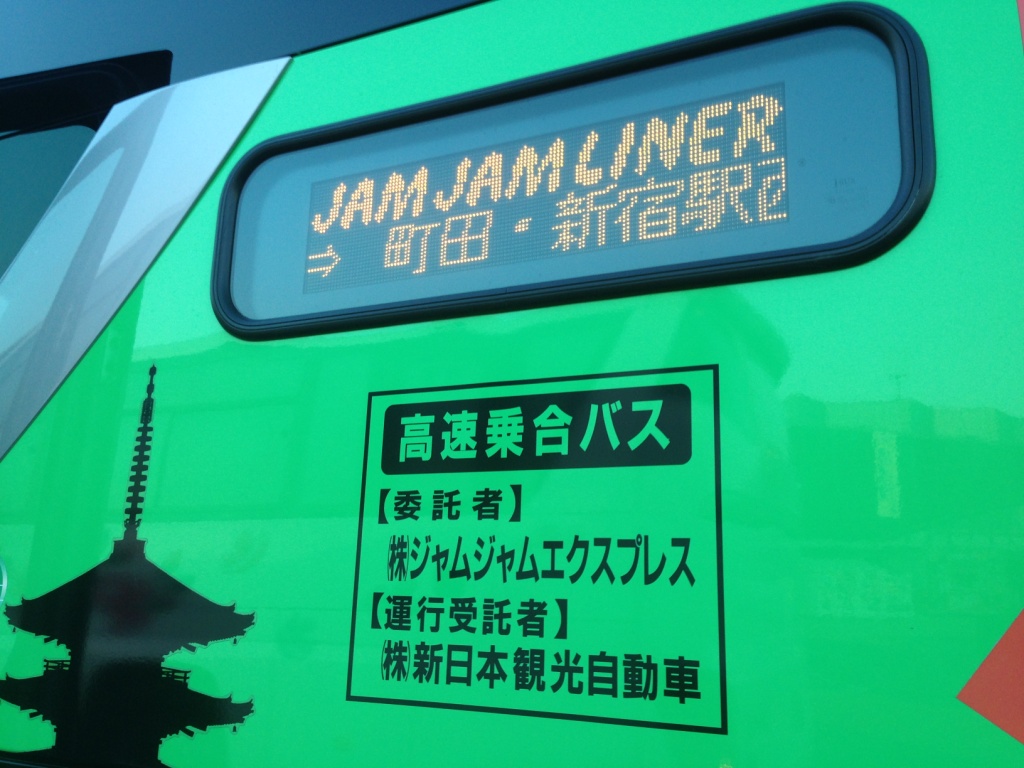 JAMJAMLINER
→ 町田・新宿駅
高速乗合バス
【委託者】
㈱ジャムジャムエクスプレス
【運行受託者】
㈱新日本観光自動車